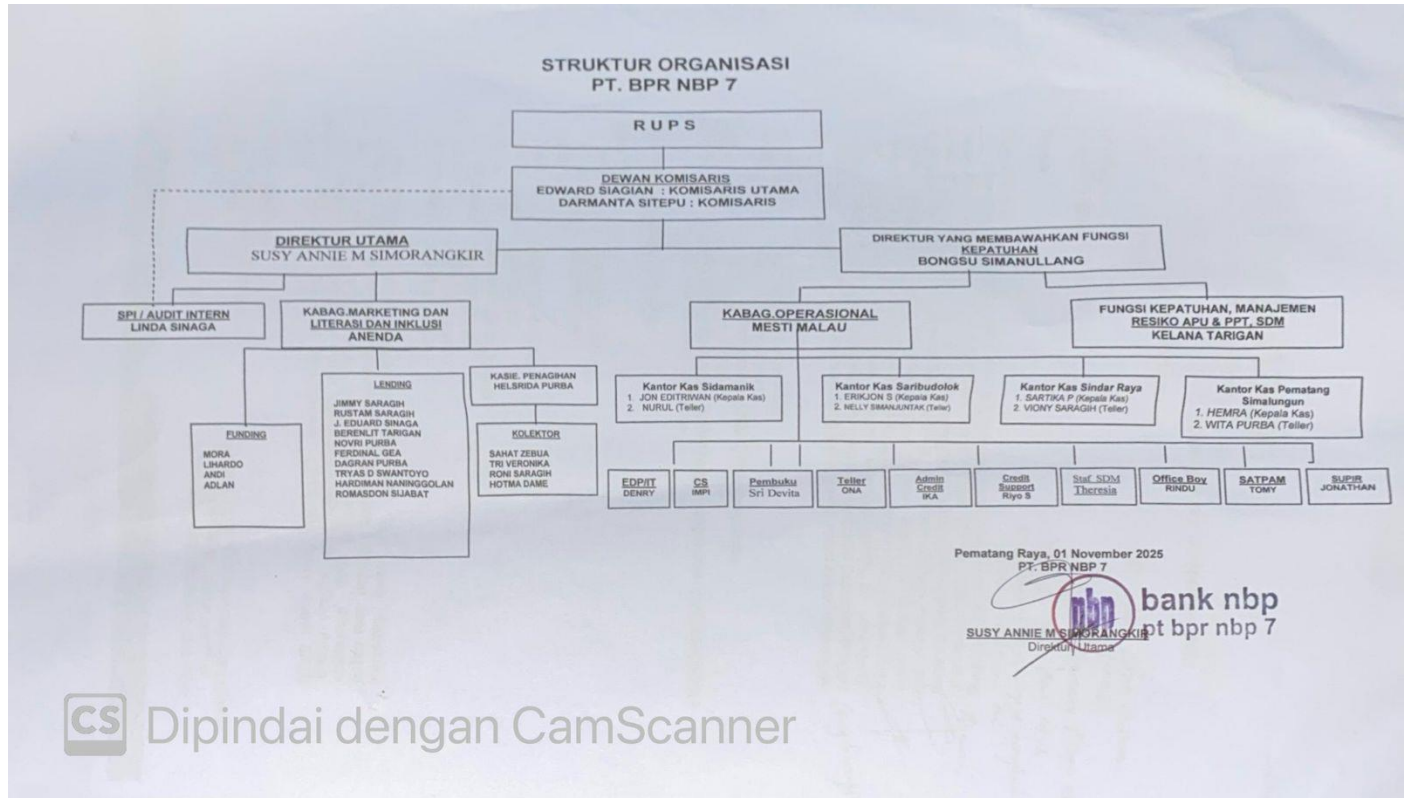 STRUKTUR ORGANISASI
PT. BPR NBP 7
R U P S
DEWAN KOMISARIS
EDWARD SIAGIAN : KOMISARIS UTAMA
DARMANTA SITEPU : KOMISARIS
DIREKTUR UTAMA
SUSY ANNIE M SIMORANGKIR
DIREKTUR YANG MEMBAWAHKAN FUNGSI
KEPATUHAN
BONGSU SIMANULLANG
SPI / AUDIT INTERN
LINDA SINAGA
KABAG.MARKETING DAN
LITERASI DAN INKLUSI
ANENDA
KABAG.OPERASIONAL
MESTI MALAU
FUNGSI KEPATUHAN, MANAJEMEN
RESIKO APU & PPT, SDM
KELANA TARIGAN
FUNDING
MORA
LIHARDO
ANDI
ADLAN
LENDING
JIMMY SARAGIH
RUSTAM SARAGIH
J. EDUARD SINAGA
BERENLIT TARIGAN
NOVRI PURBA
FERDINAL GEA
DAGRAN PURBA
TRYAS D SWANTOYO
HARDIMAN NANINGGOLAN
ROMASDON SIJABAT
KASIE. PENAGIHAN
HELSRIDA PURBA
KOLEKTOR
SAHAT ZEBUA
TRI VERONIKA
RONI SARAGIH
HOTMA DAME
Kantor Kas Sidamanik
1. JON EDITRIWAN (Kepala Kas)
2. NURUL (Teller)
Kantor Kas Saribudolok
1. ERIKJON S (Kepala Kas)
2. NELLY SIMANJUNTAK (Teller)
Kantor Kas Sindar Raya
1. SARTIKA P (Kepala Kas)
2. VIONY SARAGIH (Teller)
Kantor Kas Pematang
Simalungun
1. HEMRA (Kepala Kas)
2. WITA PURBA (Teller)
EDP/IT
DENRY
CS
IMPI
Pembuku
Sri Devita
Teller
ONA
Admin
Credit
IKA
Credit
Support
Riyo S
Staf SDM
Theresia
Office Boy
RINDU
SATPAM
TOMY
SUPIR
JONATHAN
Pematang Raya, 01 November 2025
PT. BPR NBP 7
nbp
bank nbp
pt bpr nbp 7
SUSY ANNIE M SIMORANGKIR
Direktur Utama
CS Dipindai dengan CamScanner